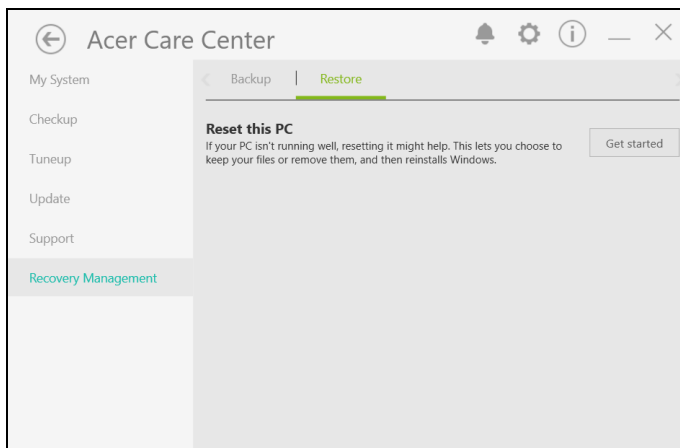 Acer Care Center
My System
Checkup
Tuneup
Update
Support
Recovery Management
Backup
Restore
Reset this PC
If your PC isn't running well, resetting it might help. This lets you choose to
keep your files or remove them, and then reinstalls Windows.
Get started